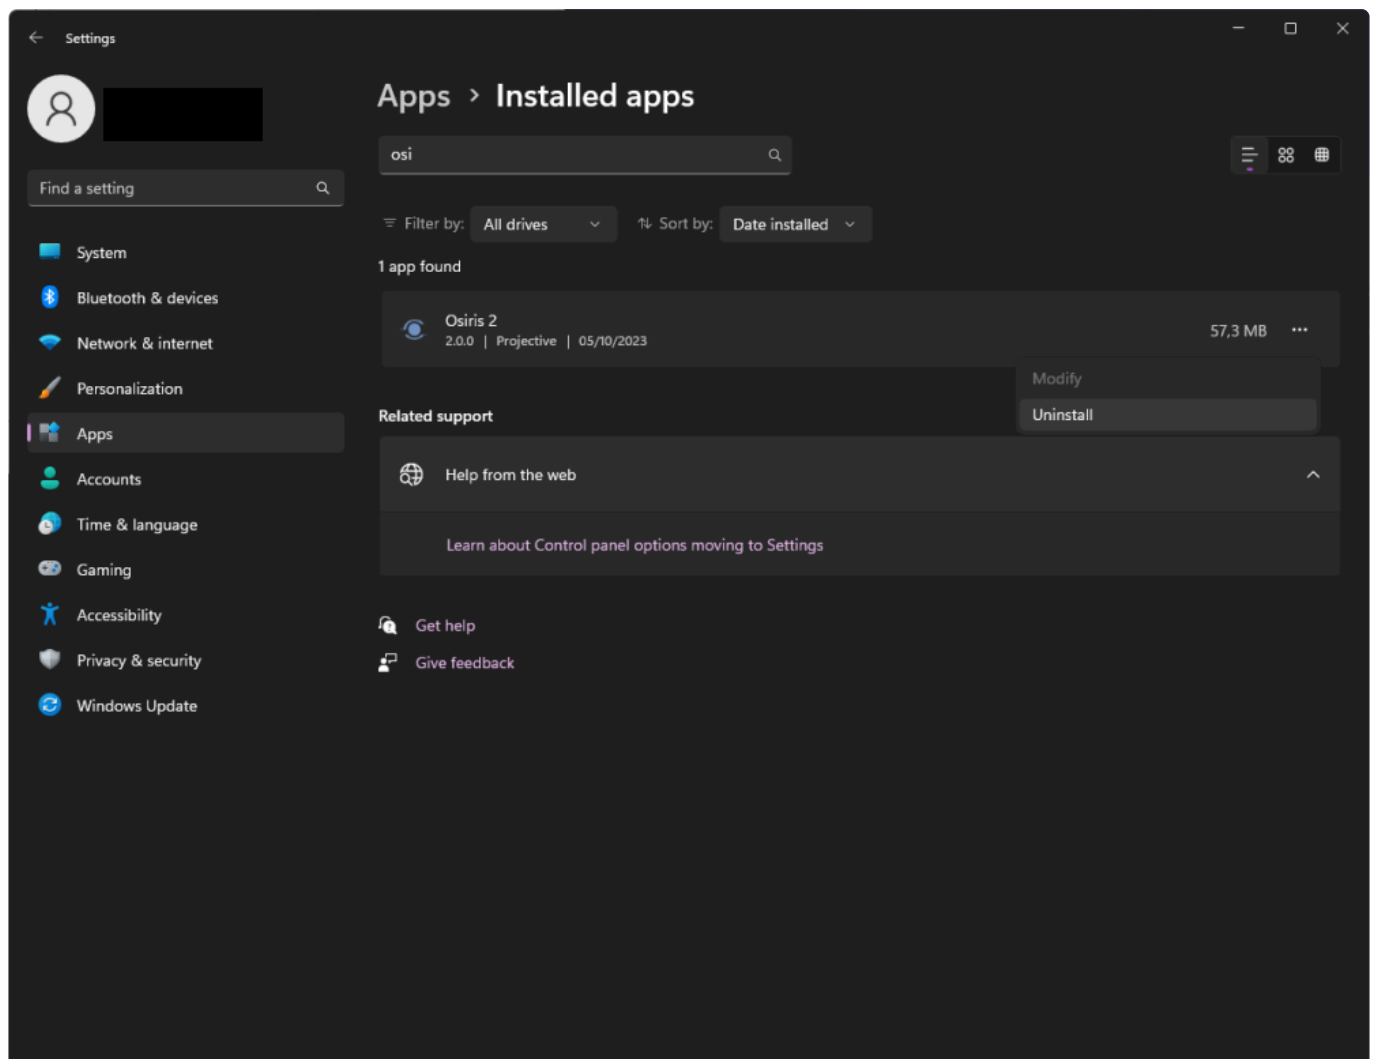 Settings
Apps > Installed apps
osi
Find a setting
Filter by: All drives Sort by: Date installed
System
1 app found
Bluetooth & devices
Osiris 2
57,3 MB
2.0.0 | Projective | 05/10/2023
Network & internet
Modify
Personalization
Related support
Uninstall
Apps
Help from the web
Accounts
Time & language
Learn about Control panel options moving to Settings
Gaming
Accessibility
Get help
Privacy & security
Give feedback
Windows Update